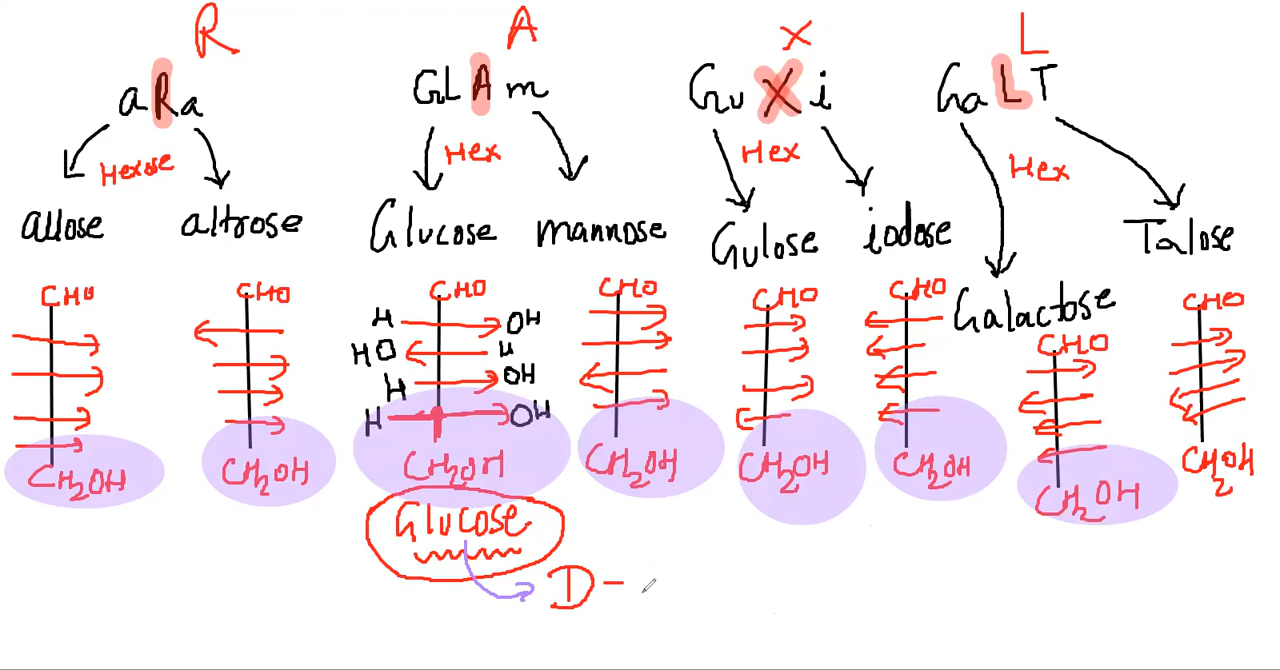 R A X L
aRa GLAm GuXi GaLT
Hexose Hex Hex Hex
allose altrose Glucose mannose Gulose iodose Galactose Talose
CHO CHO CHO CHO CHO CHO CHO CHO
H OH
HO H
H OH
H OH
CH2OH CH2OH CH2OH CH2OH CH2OH CH2OH CH2OH CH2OH
Glucose
D -